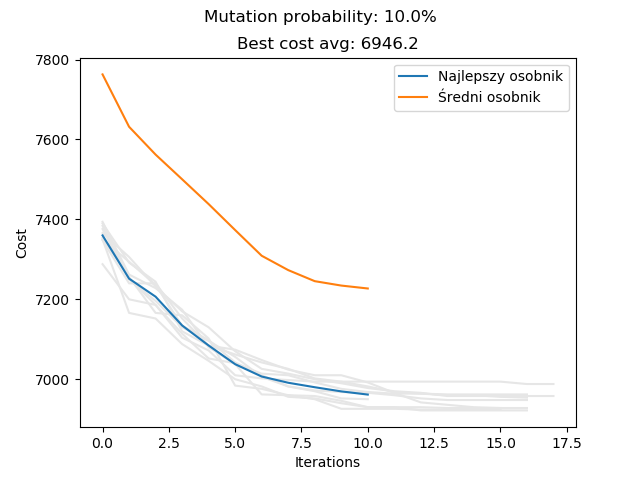 Mutation probability: 10.0%
Best cost avg: 6946.2
Najlepszy osobnik
Średni osobnik
7800
7600
7400
7200
7000
Cost
0.0 2.5 5.0 7.5 10.0 12.5 15.0 17.5
Iterations